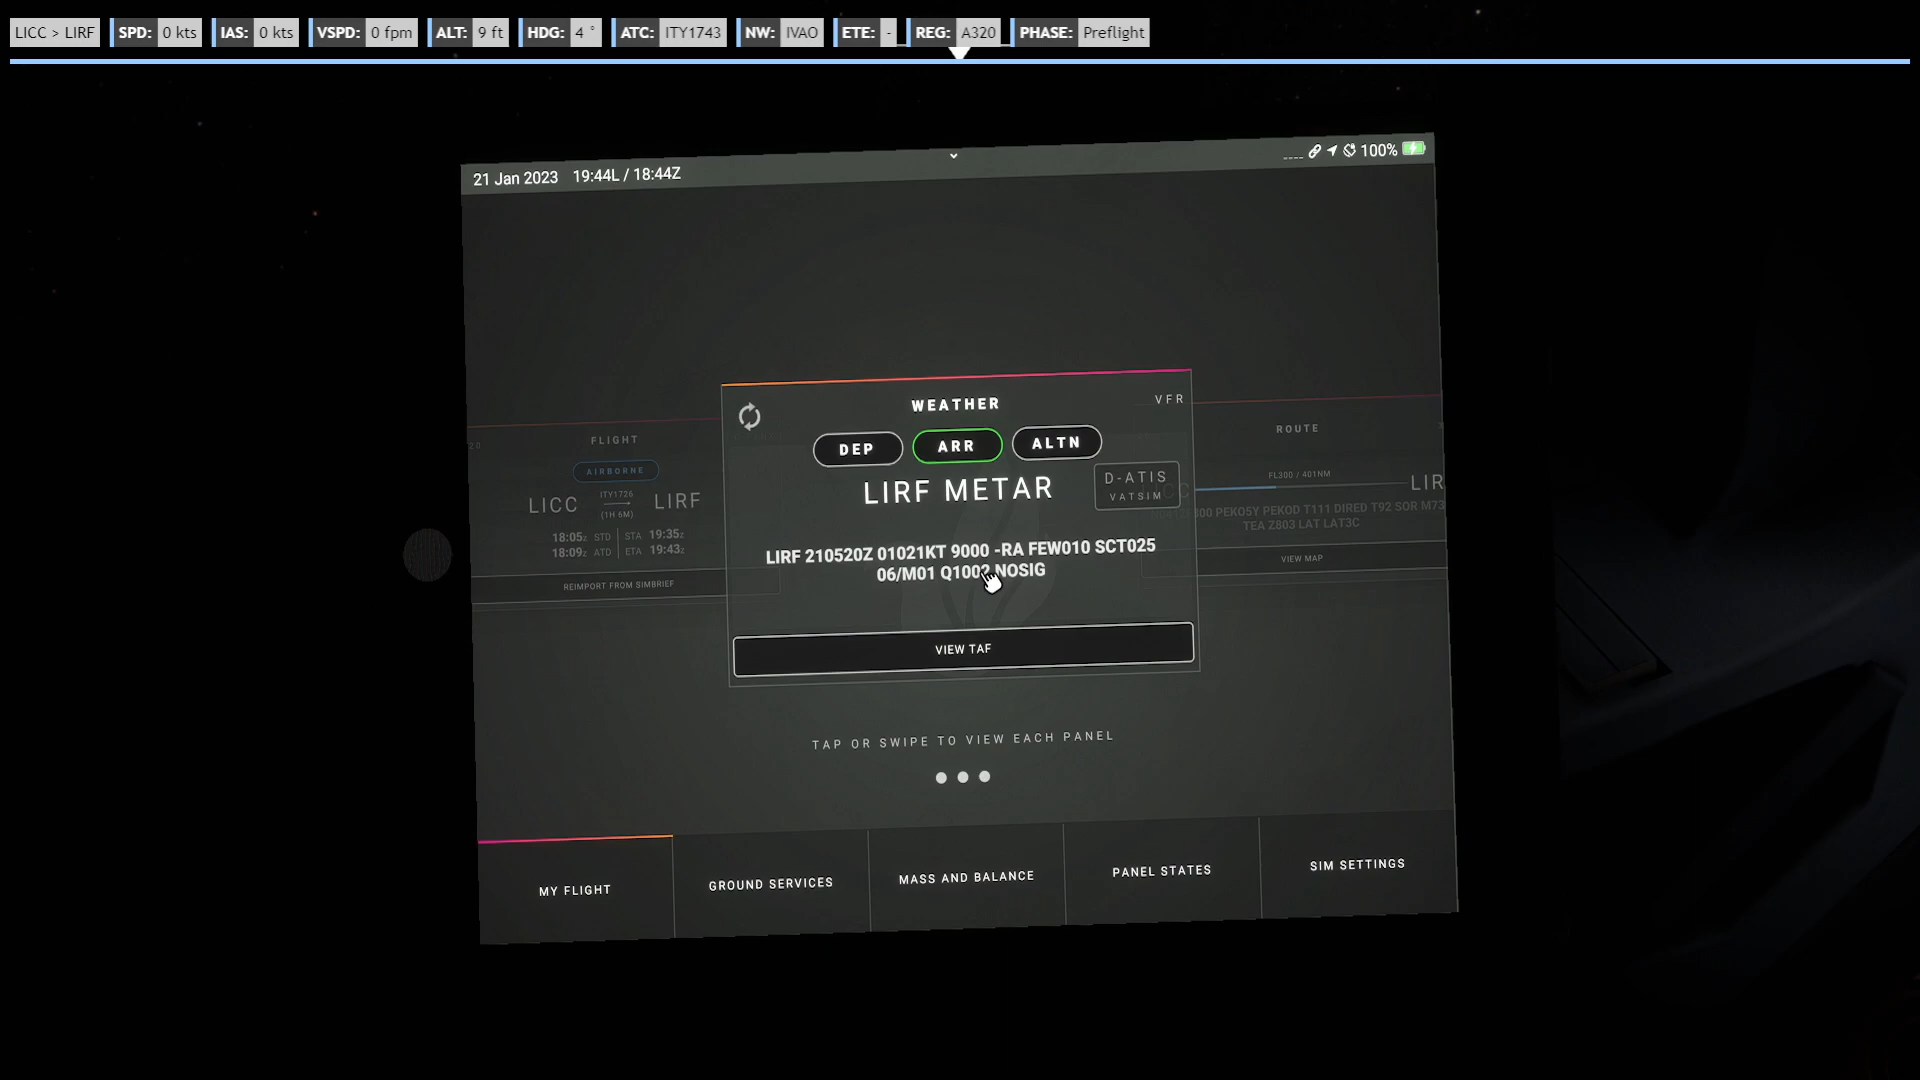 LICC > LIRF SPD: 0 kts IAS: 0 kts VSPD: 0 fpm ALT: 9 ft HDG: 4 ° ATC: ITY1743 NW: IVAO ETE: - REG: A320 PHASE: Preflight
21 Jan 2023 19:44L / 18:44Z 100%
WEATHER VFR
DEP ARR ALTN
LIRF METAR
D-ATIS
VATSIM
LIRF 210520Z 01021KT 9000 -RA FEW010 SCT025
06/M01 Q1002 NOSIG
VIEW TAF
FLIGHT
AIRBORNE
LICC ITY1726 LIRF
(1H 6M)
18:05z STD STA 19:35z
18:09z ATD ETA 19:43z
REIMPORT FROM SIMBRIEF
ROUTE
FL300 / 401NM
LIR
PEKO5Y PEKOD T111 DIRED T92 SOR M73
TEA Z803 LAT LAT3C
VIEW MAP
TAP OR SWIPE TO VIEW EACH PANEL
MY FLIGHT GROUND SERVICES MASS AND BALANCE PANEL STATES SIM SETTINGS